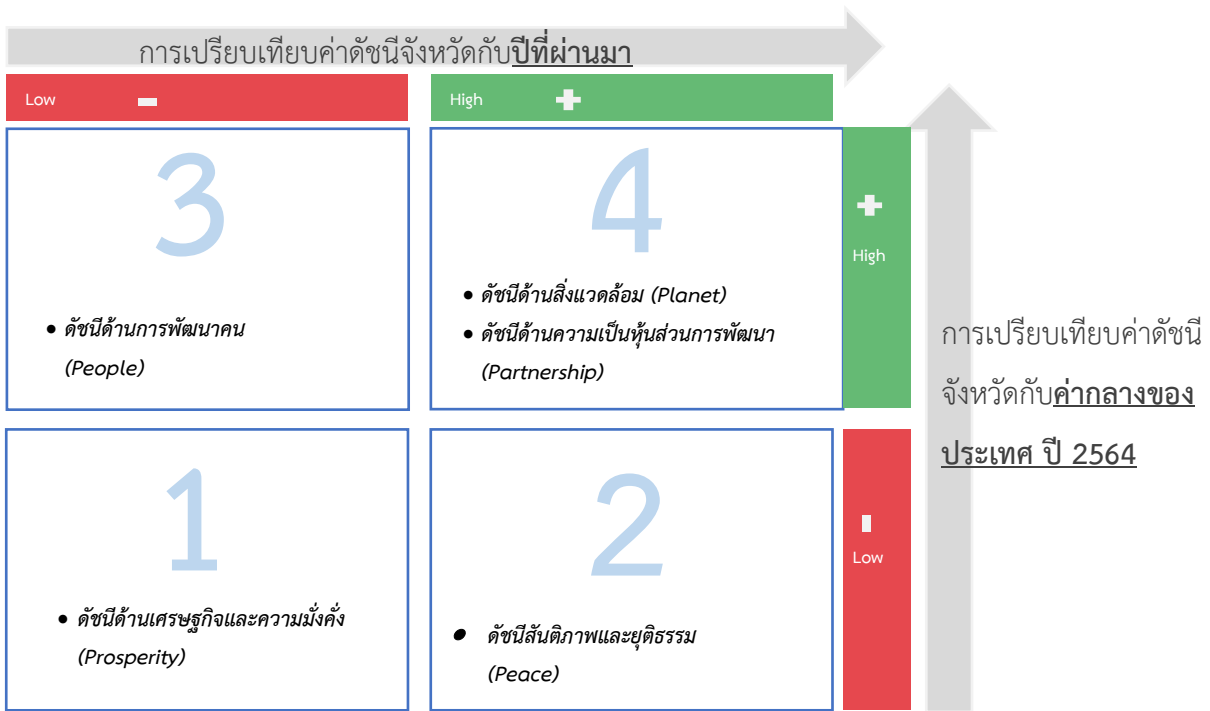 การเปรียบเทียบค่าดัชนีจังหวัดกับปีที่ผ่านมา
Low -
High +
3
• ดัชนีด้านการพัฒนาคน
(People)
4
• ดัชนีด้านสิ่งแวดล้อม (Planet)
• ดัชนีด้านความเป็นหุ้นส่วนการพัฒนา
(Partnership)
+
High
การเปรียบเทียบค่าดัชนี
จังหวัดกับค่ากลางของ
ประเทศ ปี 2564
1
• ดัชนีด้านเศรษฐกิจและความมั่งคั่ง
(Prosperity)
2
• ดัชนีสันติภาพและยุติธรรม
(Peace)
-
Low